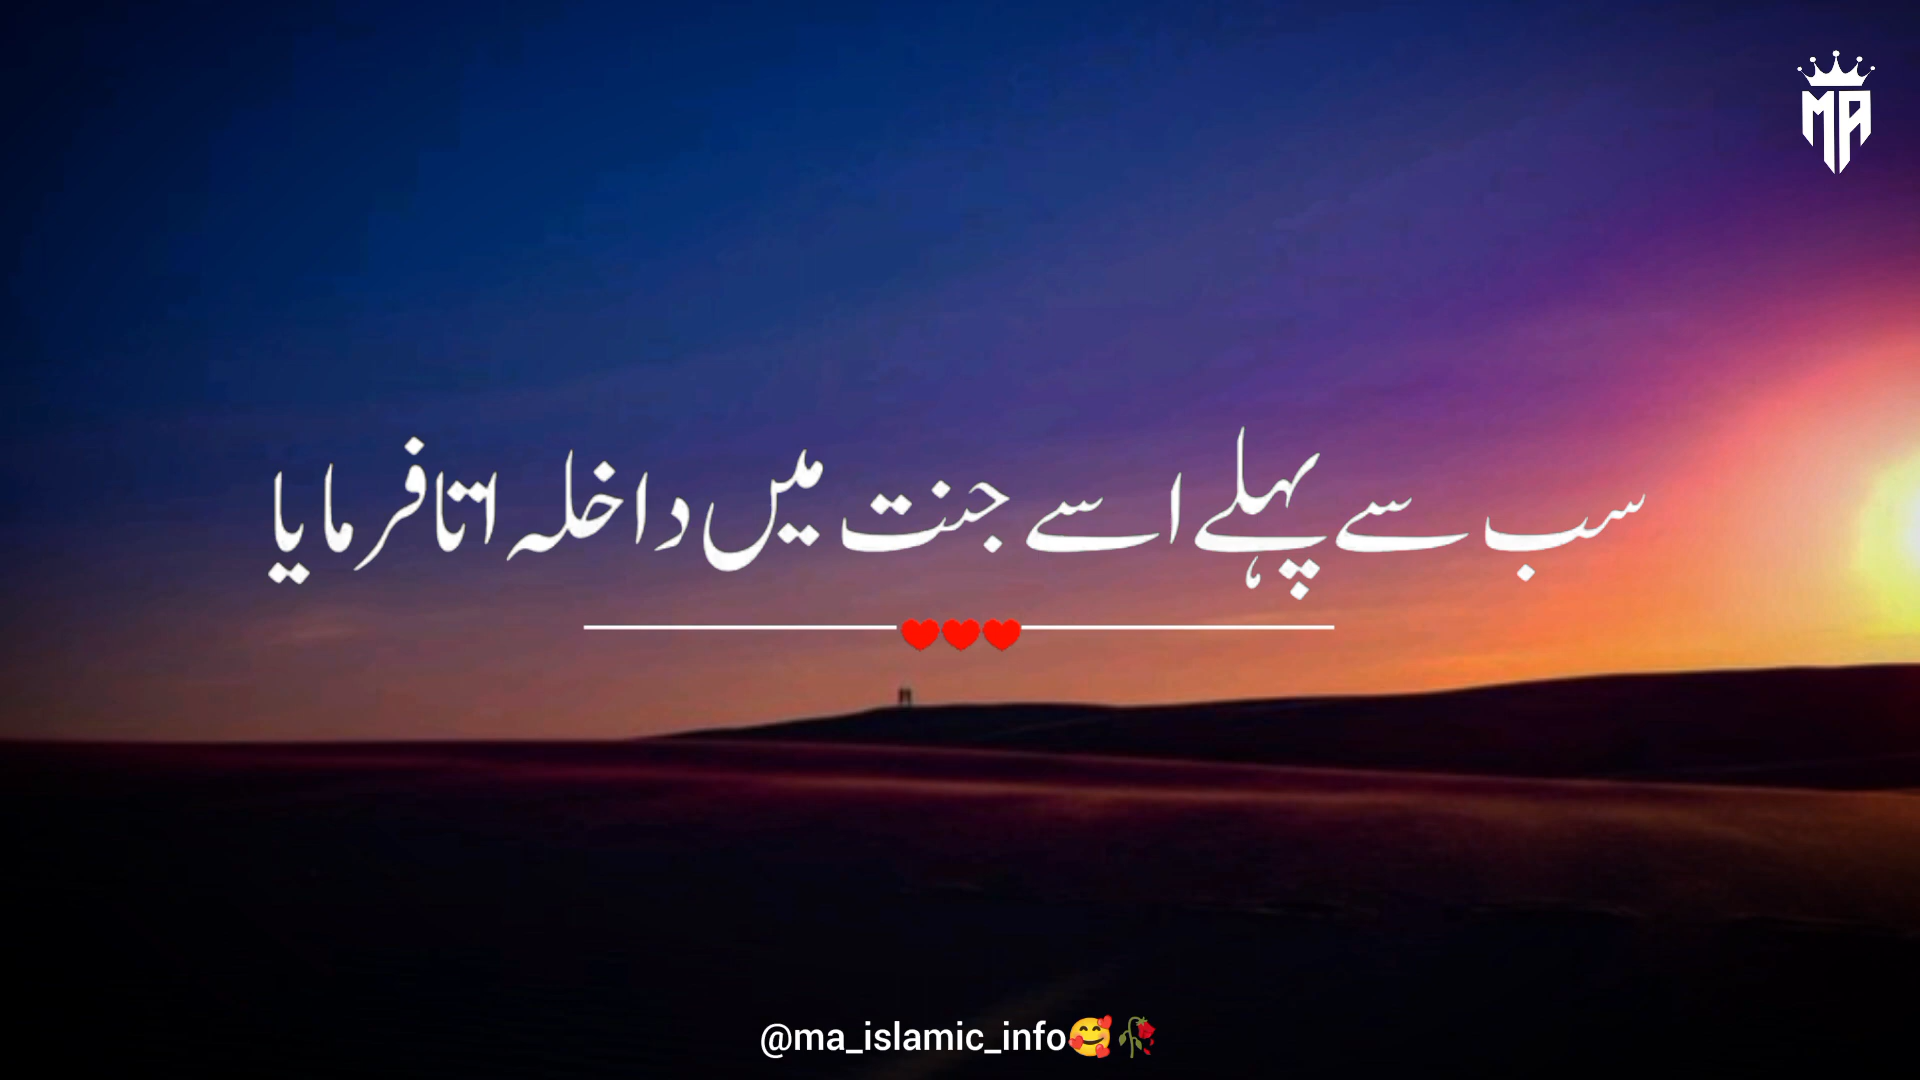 MA
سب سے پہلے اسے جنت میں داخلہ اتا فرمایا
@ma_islamic_info🥰🥀